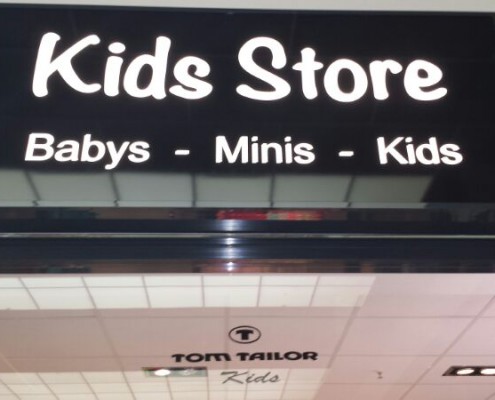 Kids Store
Babys - Minis - Kids
T
TOM TAILOR
Kids